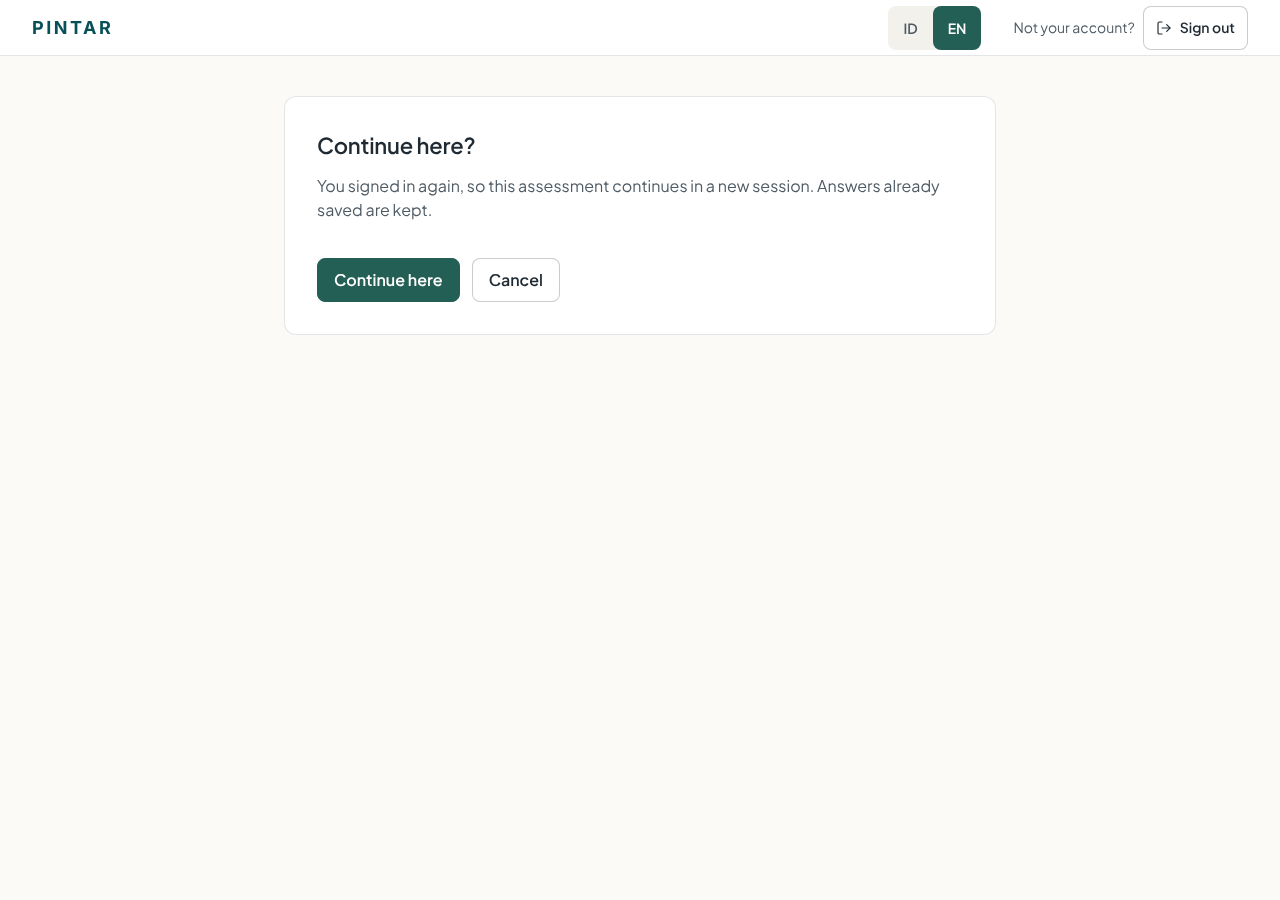 PINTAR
ID
EN
Not your account?
Sign out
Continue here?
You signed in again, so this assessment continues in a new session. Answers already
saved are kept.
Continue here
Cancel